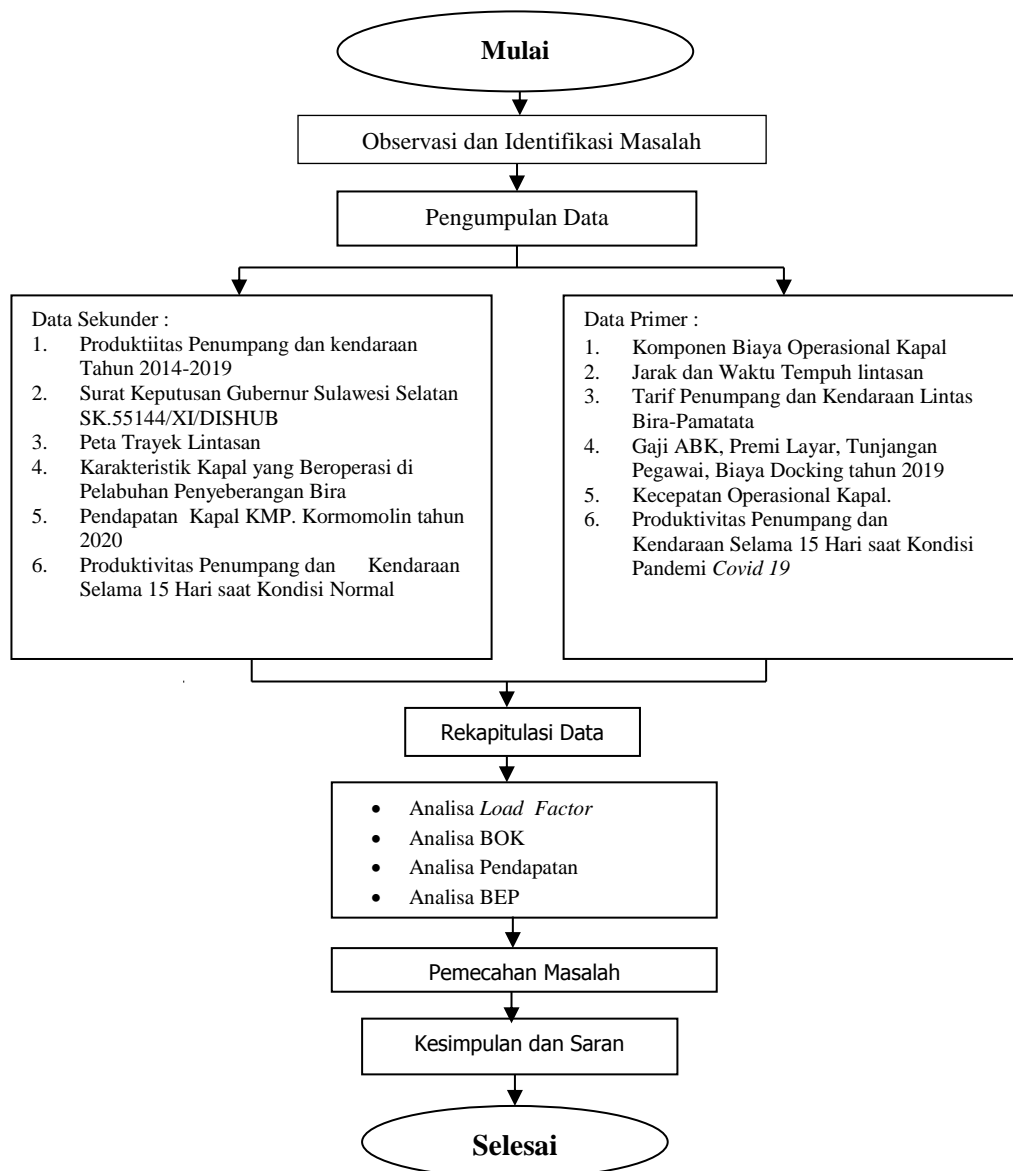 Mulai
Observasi dan Identifikasi Masalah
Pengumpulan Data
Data Sekunder :
1. Produktiitas Penumpang dan kendaraan
Tahun 2014-2019
2. Surat Keputusan Gubernur Sulawesi Selatan
SK.55144/XI/DISHUB
3. Peta Trayek Lintasan
4. Karakteristik Kapal yang Beroperasi di
Pelabuhan Penyeberangan Bira
5. Pendapatan Kapal KMP. Kormomolin tahun
2020
6. Produktivitas Penumpang dan Kendaraan
Selama 15 Hari saat Kondisi Normal
Data Primer :
1. Komponen Biaya Operasional Kapal
2. Jarak dan Waktu Tempuh lintasan
3. Tarif Penumpang dan Kendaraan Lintas
Bira-Pamatata
4. Gaji ABK, Premi Layar, Tunjangan
Pegawai, Biaya Docking tahun 2019
5. Kecepatan Operasional Kapal.
6. Produktivitas Penumpang dan
Kendaraan Selama 15 Hari saat Kondisi
Pandemi Covid 19
Rekapitulasi Data
• Analisa Load Factor
• Analisa BOK
• Analisa Pendapatan
• Analisa BEP
Pemecahan Masalah
Kesimpulan dan Saran
Selesai